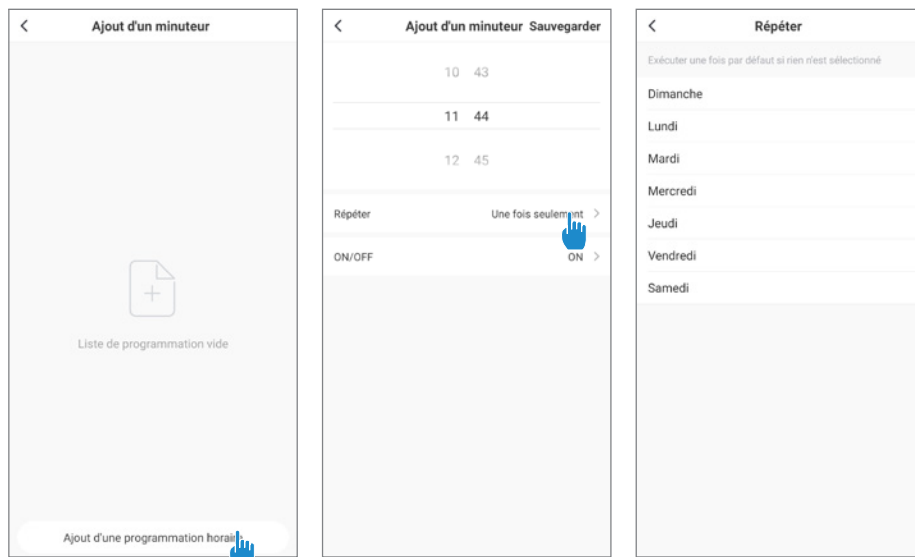 Ajout d'un minuteur
Liste de programmation vide
Ajout d'une programmation horaire
Ajout d'un minuteur Sauvegarder
10 43
11 44
12 45
Répéter Une fois seulement
ON/OFF ON
Répéter
Exécuter une fois par défaut si rien n'est sélectionné
Dimanche
Lundi
Mardi
Mercredi
Jeudi
Vendredi
Samedi